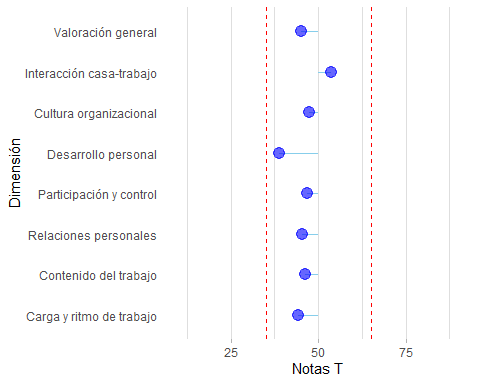 Valoración general
Interacción casa-trabajo
Cultura organizacional
Desarrollo personal
Participación y control
Relaciones personales
Contenido del trabajo
Carga y ritmo de trabajo
Dimensión
25 50 75
Notas T